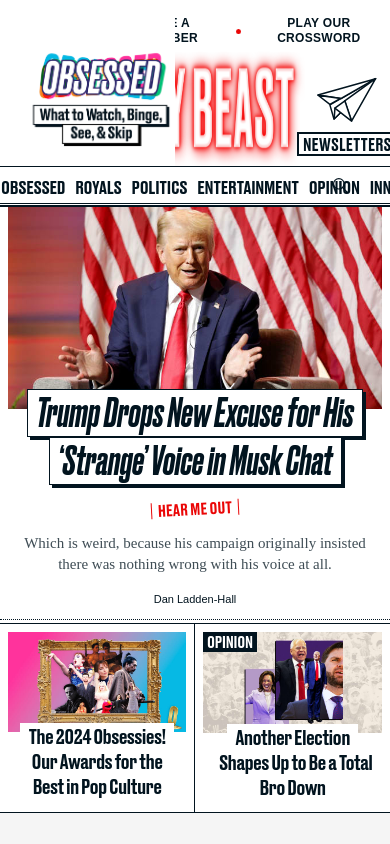 E A
BER
PLAY OUR
CROSSWORD
OBSESSED
What to Watch, Binge,
See, & Skip
Y BEAST
NEWSLETTERS
OBSESSED ROYALS POLITICS ENTERTAINMENT OPINION INN
Trump Drops New Excuse for His
‘Strange’ Voice in Musk Chat
HEAR ME OUT
Which is weird, because his campaign originally insisted
there was nothing wrong with his voice at all.
Dan Ladden-Hall
The 2024 Obsessies!
Our Awards for the
Best in Pop Culture
OPINION
Another Election
Shapes Up to Be a Total
Bro Down